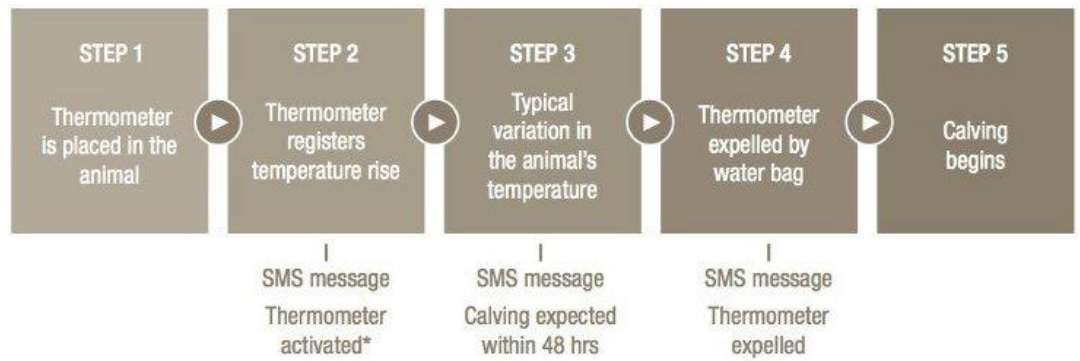 STEP 1
Thermometer
is placed in the
animal
STEP 2
Thermometer
registers
temperature rise
STEP 3
Typical
variation in
the animal's
temperature
STEP 4
Thermometer
expelled by
water bag
STEP 5
Calving
begins
SMS message
Thermometer
activated*
SMS message
Calving expected
within 48 hrs
SMS message
Thermometer
expelled